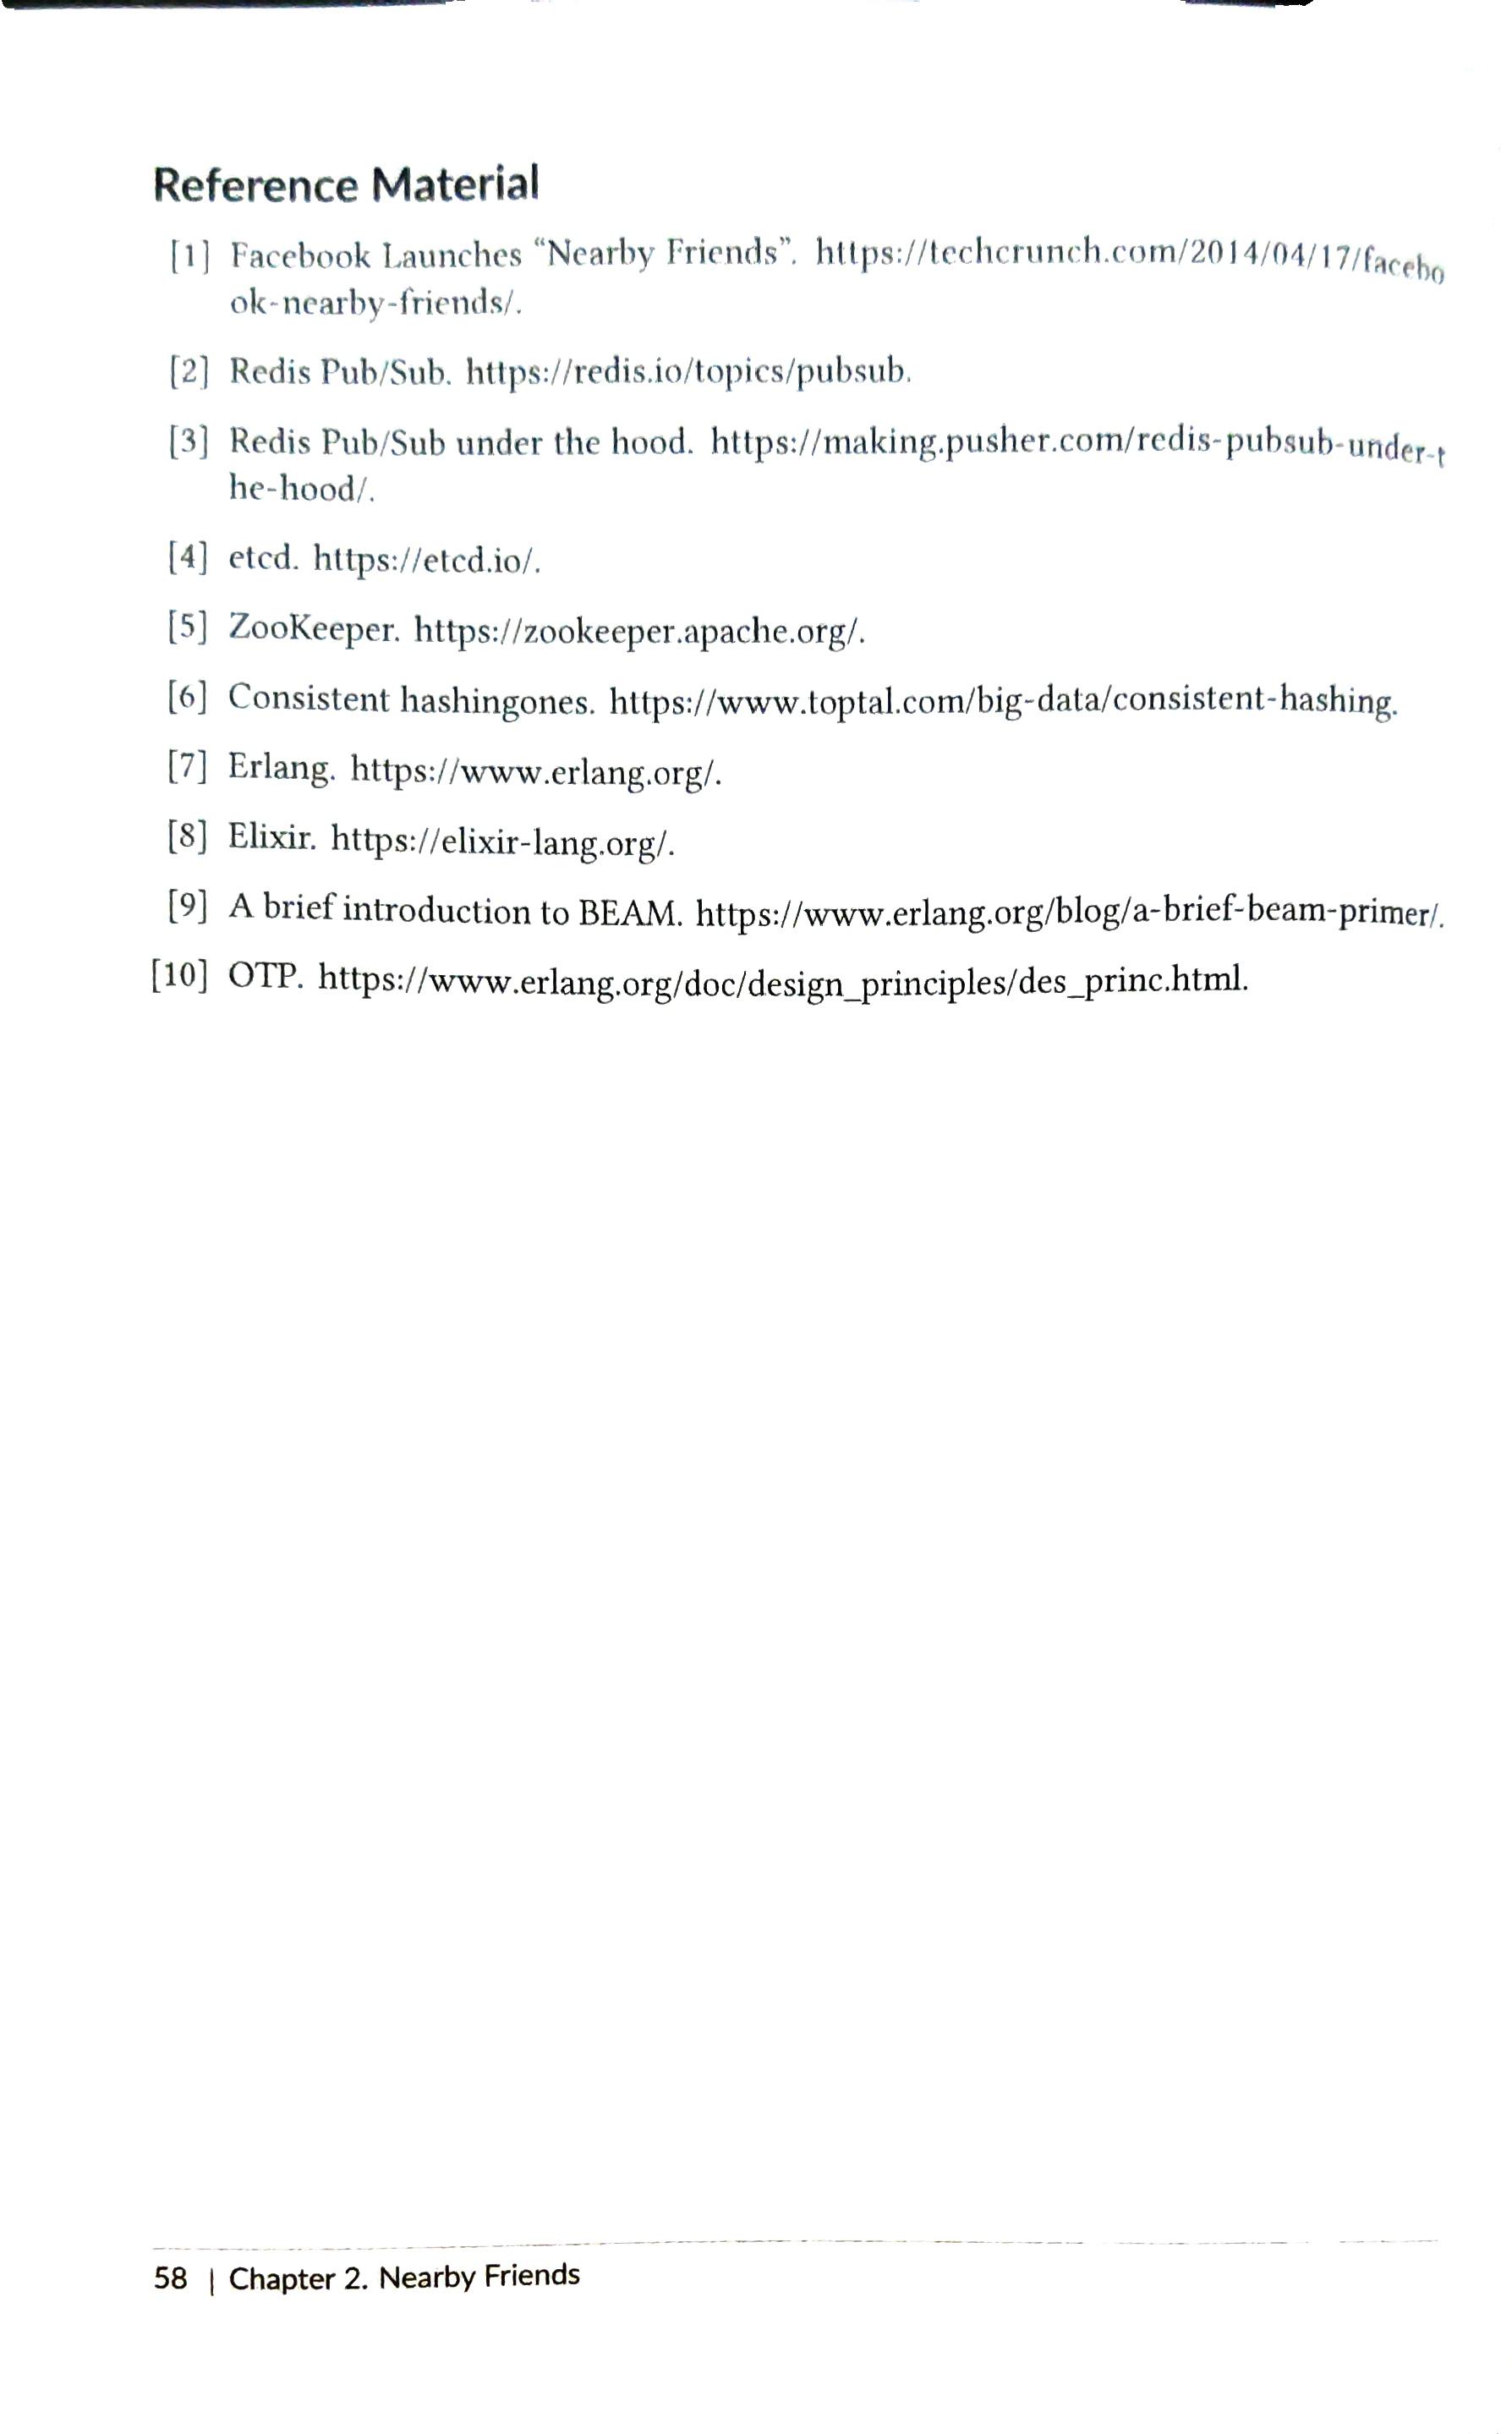 Reference Material
[1] Facebook Launches “Nearby Friends”. https://techcrunch.com/2014/04/17/facebo
ok-nearby-friends/.
[2] Redis Pub/Sub. https://redis.io/topics/pubsub.
[3] Redis Pub/Sub under the hood. https://making.pusher.com/redis-pubsub-under-t
he-hood/.
[4] etcd. https://etcd.io/.
[5] ZooKeeper. https://zookeeper.apache.org/.
[6] Consistent hashingones. https://www.toptal.com/big-data/consistent-hashing.
[7] Erlang. https://www.erlang.org/.
[8] Elixir. https://elixir-lang.org/.
[9] A brief introduction to BEAM. https://www.erlang.org/blog/a-brief-beam-primer/.
[10] OTP. https://www.erlang.org/doc/design_principles/des_princ.html.
58 | Chapter 2. Nearby Friends